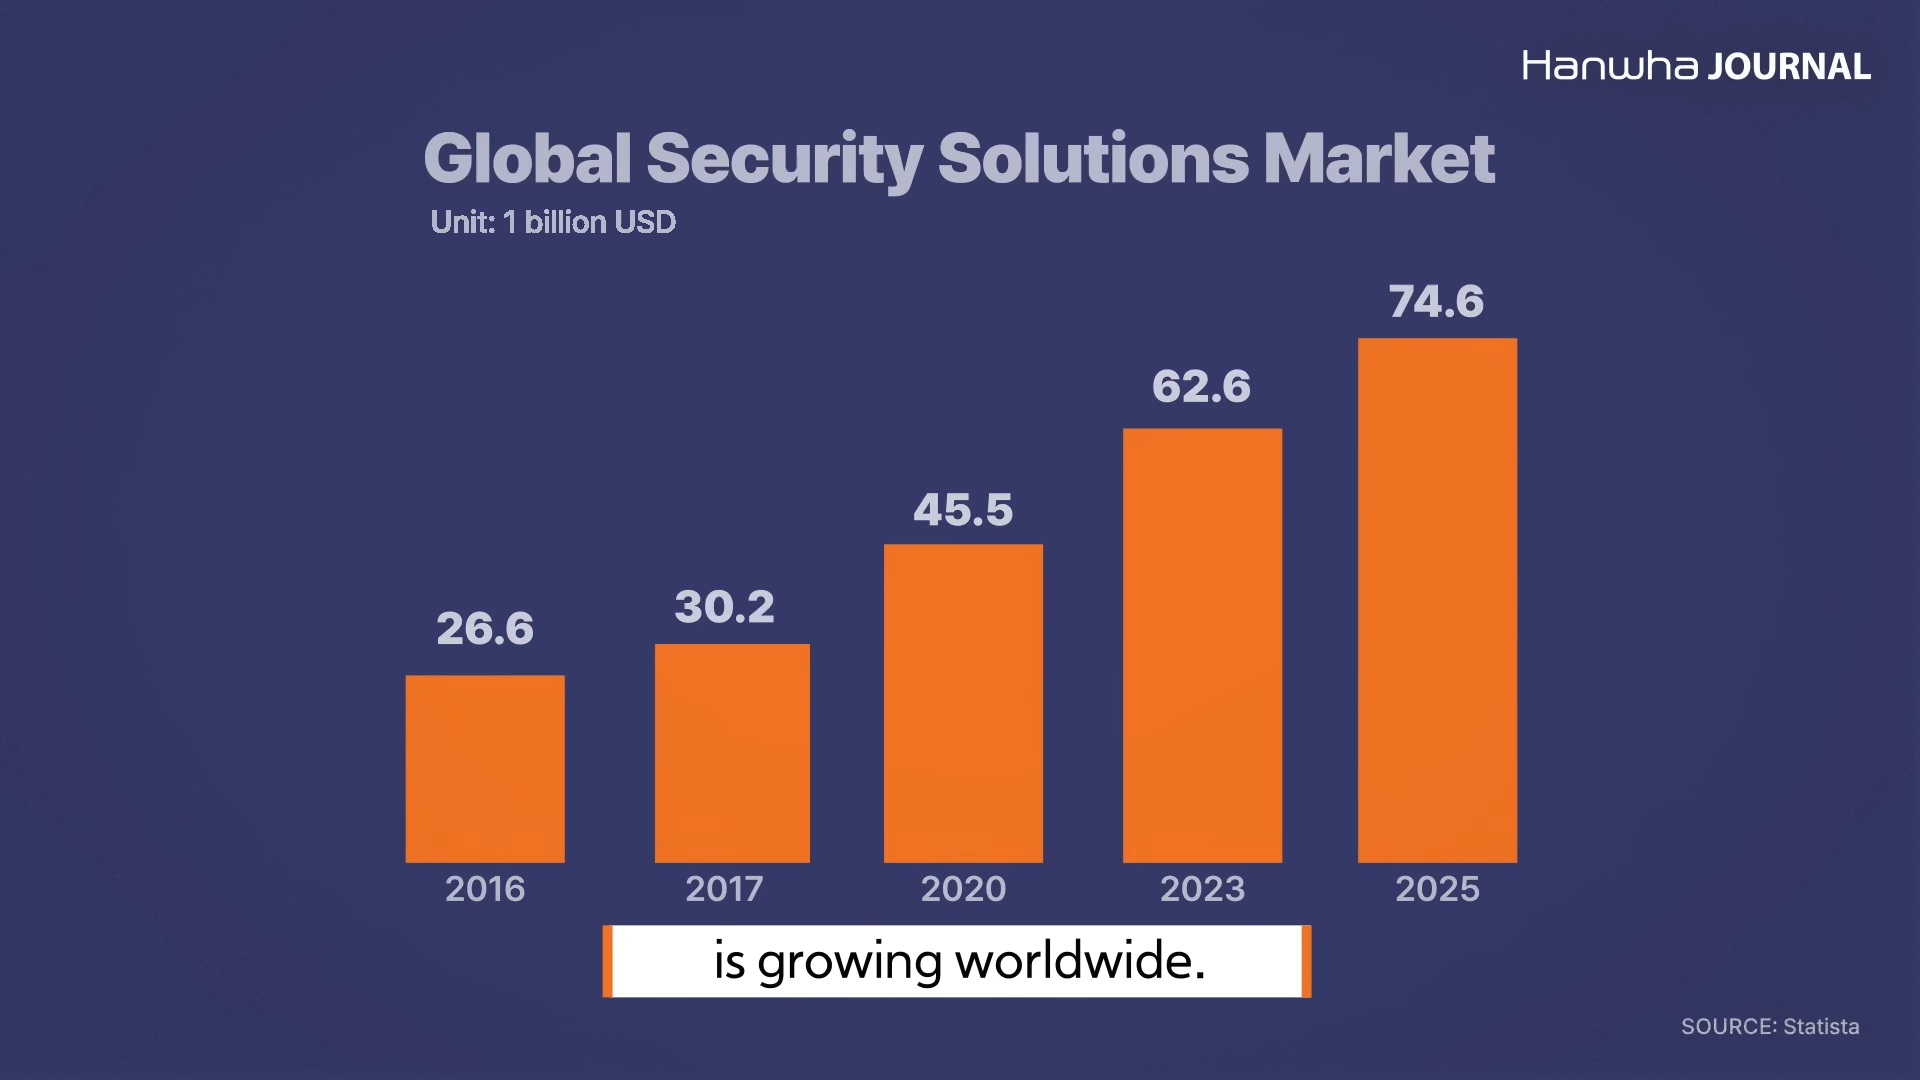 Hanwha JOURNAL
Global Security Solutions Market
Unit: 1 billion USD
26.6
30.2
45.5
62.6
74.6
2016
2017
2020
2023
2025
is growing worldwide.
SOURCE: Statista